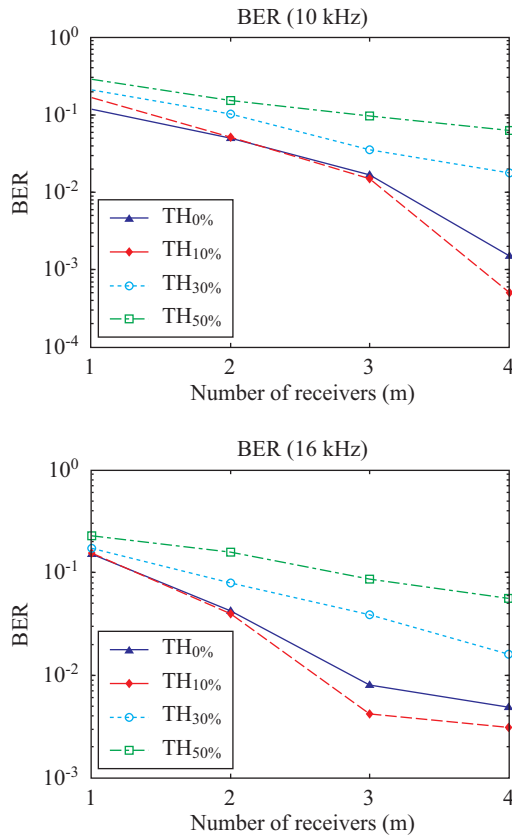 BER (10 kHz)
10^0
10^-1
10^-2
10^-3
10^-4
BER
TH0%
TH10%
TH30%
TH50%
1 2 3 4
Number of receivers (m)
BER (16 kHz)
10^0
10^-1
10^-2
10^-3
BER
TH0%
TH10%
TH30%
TH50%
1 2 3 4
Number of receivers (m)